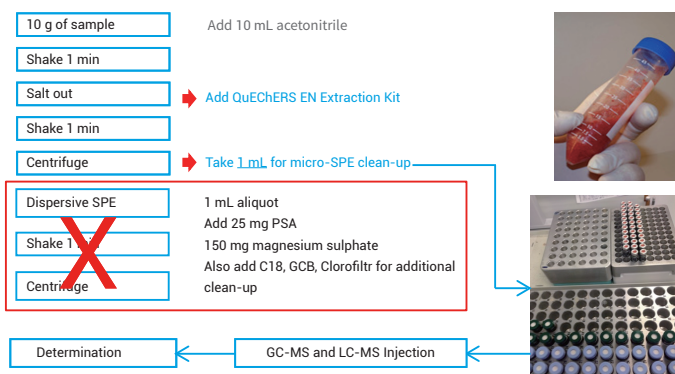 10 g of sample
Add 10 mL acetonitrile
Shake 1 min
Salt out
Add QuEChERS EN Extraction Kit
Shake 1 min
Centrifuge
Take 1 mL for micro-SPE clean-up
Dispersive SPE
1 mL aliquot
Add 25 mg PSA
Shake 1 min
150 mg magnesium sulphate
Also add C18, GCB, Clorofiltr for additional
Centrifuge
clean-up
Determination
GC-MS and LC-MS Injection